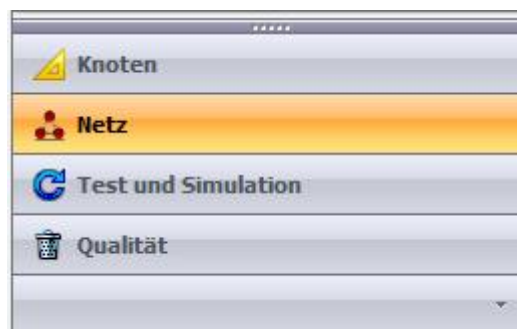 Knoten
Netz
Test und Simulation
Qualität